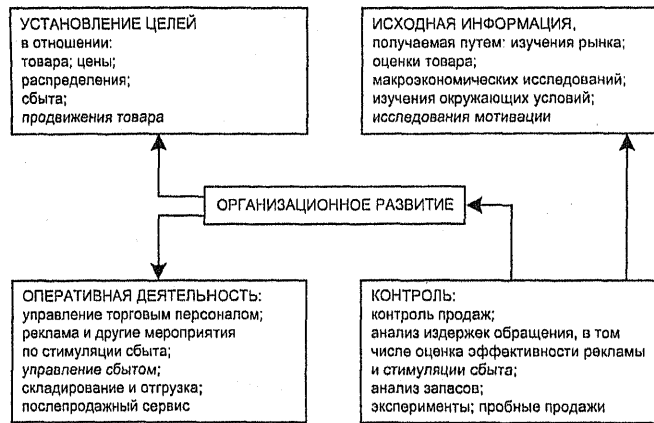 УСТАНОВЛЕНИЕ ЦЕЛЕЙ
в отношении:
товара; цены;
распределения;
сбыта;
продвижения товара
ИСХОДНАЯ ИНФОРМАЦИЯ,
получаемая путем: изучения рынка;
оценки товара;
макроэкономических исследований;
изучения окружающих условий;
исследования мотивации
ОРГАНИЗАЦИОННОЕ РАЗВИТИЕ
ОПЕРАТИВНАЯ ДЕЯТЕЛЬНОСТЬ:
управление торговым персоналом;
реклама и другие мероприятия
по стимуляции сбыта;
управление сбытом;
складирование и отгрузка;
послепродажный сервис
КОНТРОЛЬ:
контроль продаж;
анализ издержек обращения, в том
числе оценка эффективности рекламы
и стимуляции сбыта;
анализ запасов;
эксперименты; пробные продажи